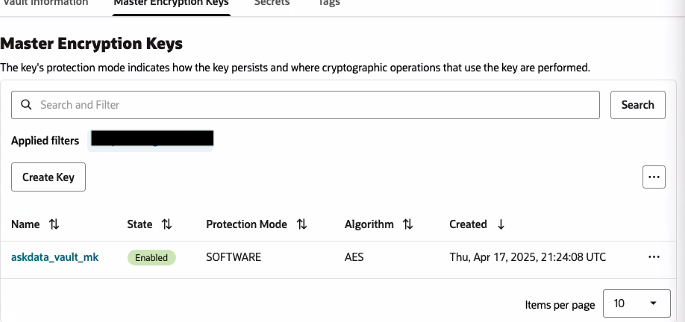 Vault Information Master Encryption Keys Secrets Tags
Master Encryption Keys
The key's protection mode indicates how the key persists and where cryptographic operations that use the key are performed.
Search and Filter Search
Applied filters
Create Key ...
Name State Protection Mode Algorithm Created
askdata_vault_mk Enabled SOFTWARE AES Thu, Apr 17, 2025, 21:24:08 UTC ...
Items per page 10